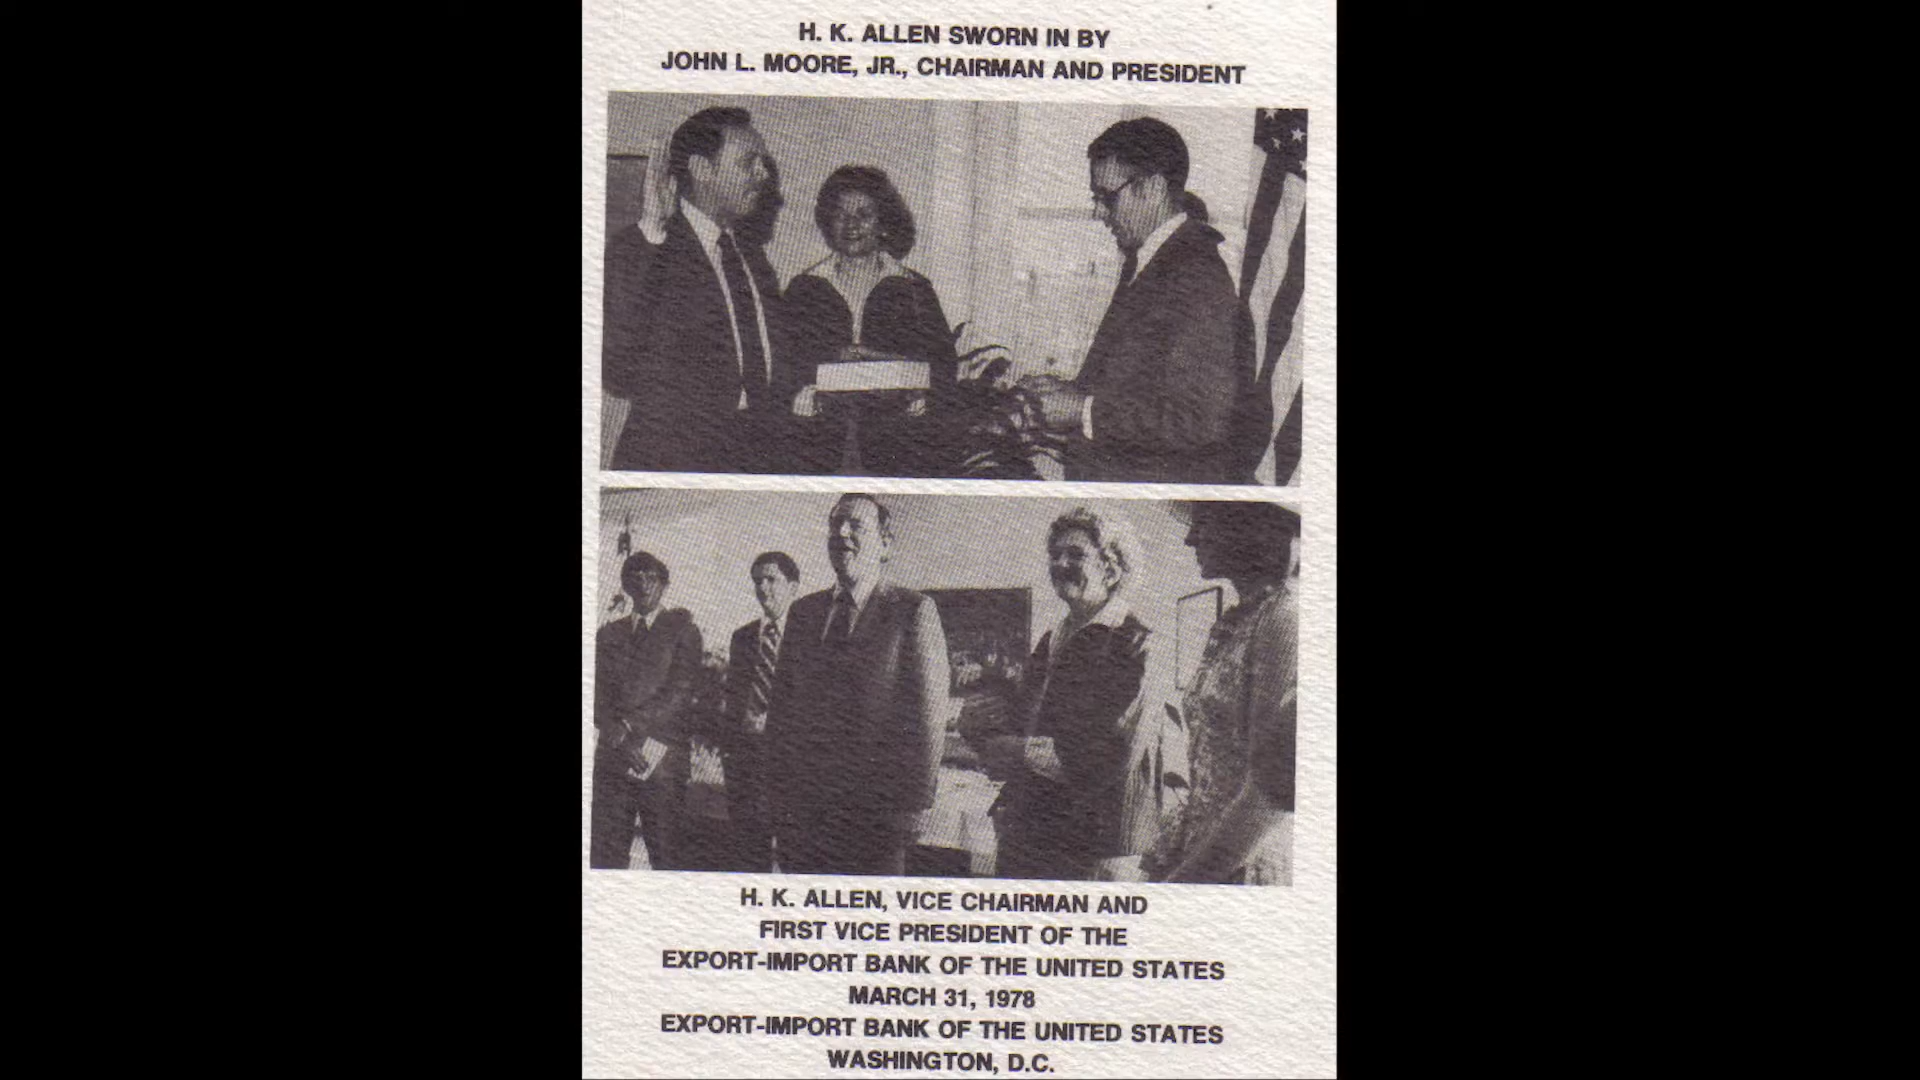 H. K. ALLEN SWORN IN BY
JOHN L. MOORE, JR., CHAIRMAN AND PRESIDENT
H. K. ALLEN, VICE CHAIRMAN AND
FIRST VICE PRESIDENT OF THE
EXPORT-IMPORT BANK OF THE UNITED STATES
MARCH 31, 1978
EXPORT-IMPORT BANK OF THE UNITED STATES
WASHINGTON, D.C.